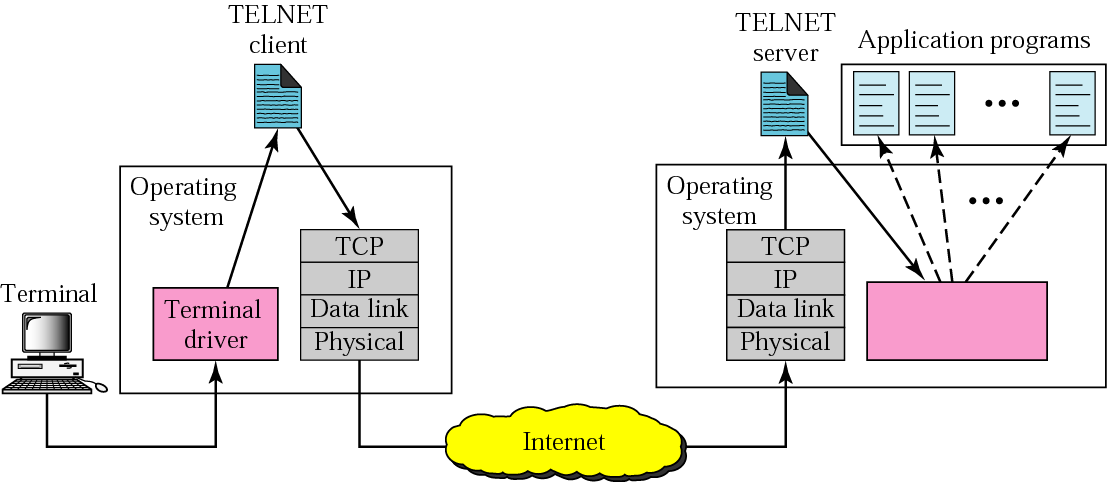 TELNET
client
TELNET
server
Application programs
Operating
system
Operating
system
TCP
IP
Data link
Physical
TCP
IP
Data link
Physical
Terminal
Terminal
driver
Internet